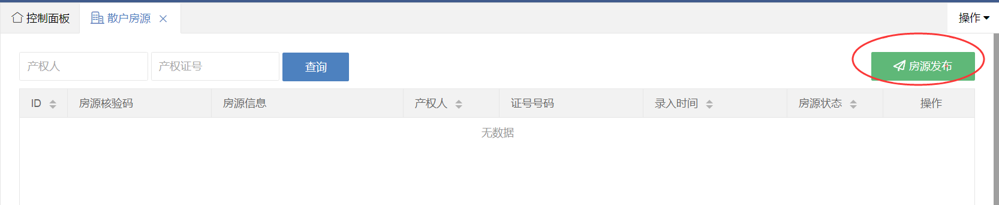 控制面板 散户房源 操作
产权人 产权证号 查询 房源发布
ID 房源核验码 房源信息 产权人 证号号码 录入时间 房源状态 操作
无数据